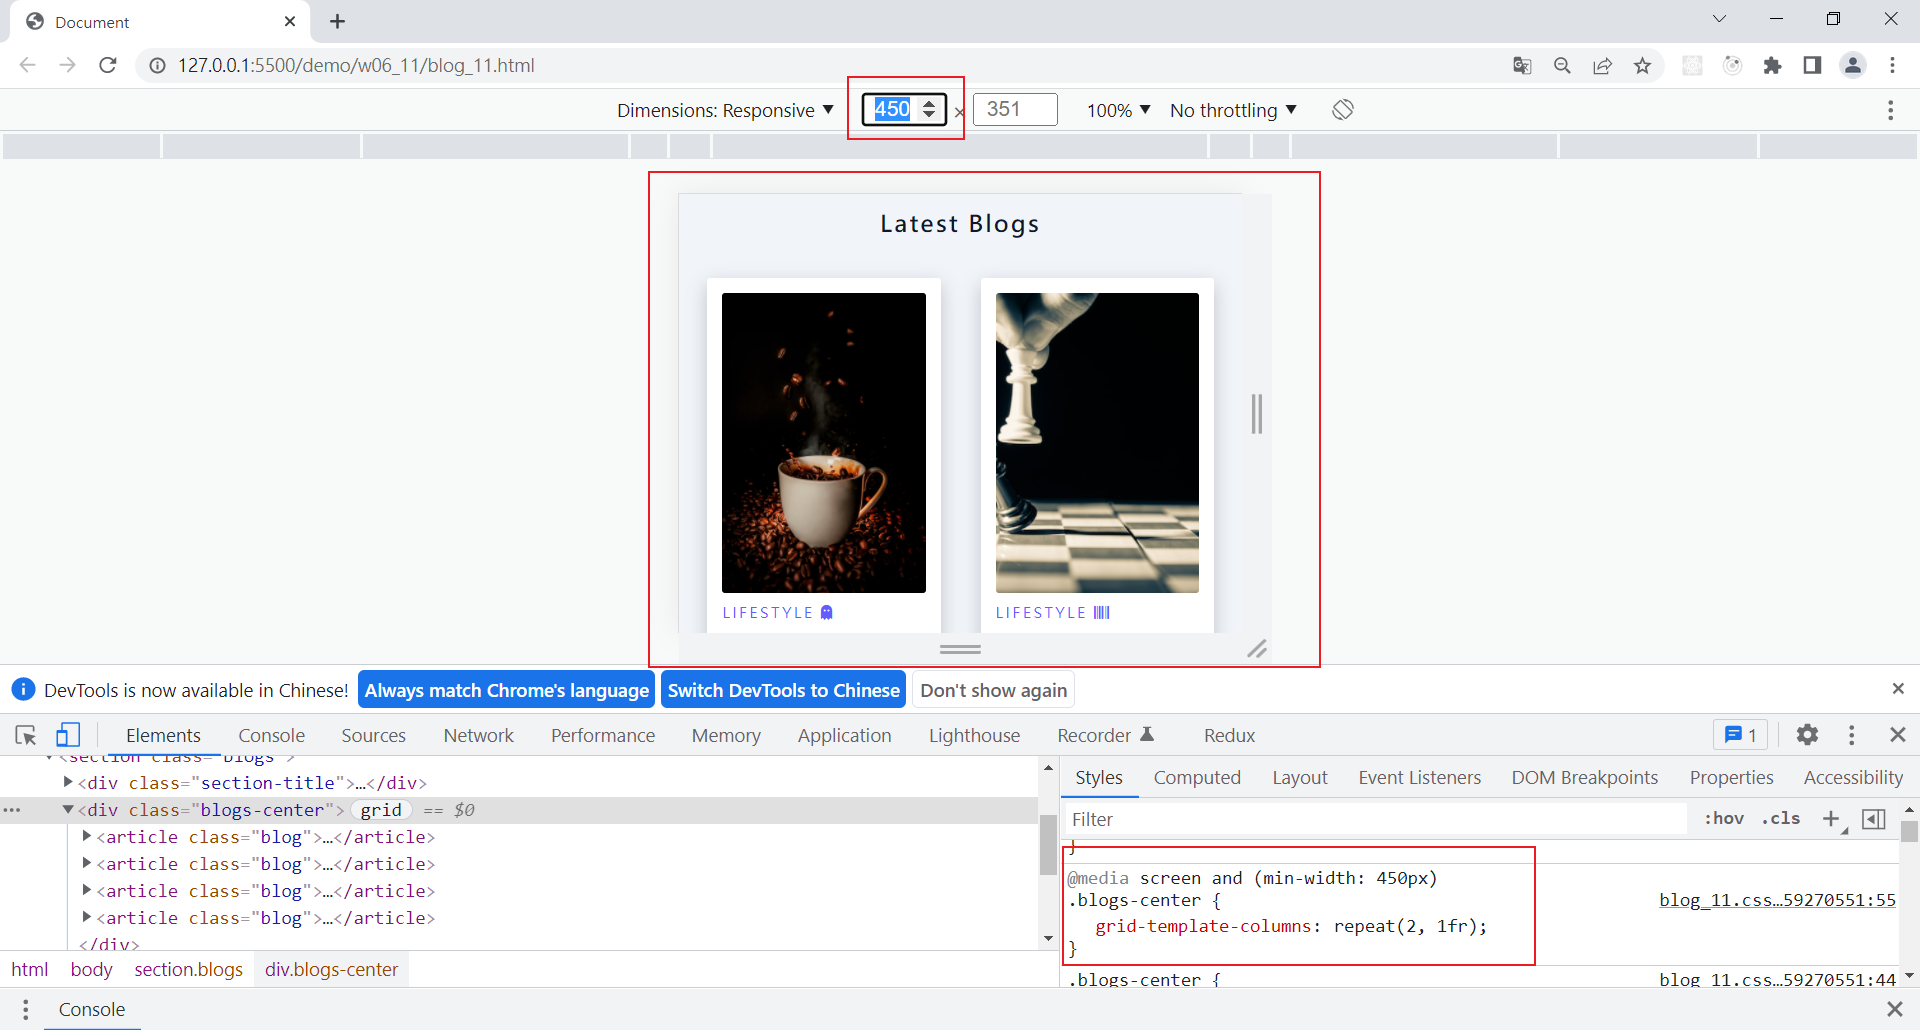 Document
127.0.0.1:5500/demo/w06_11/blog_11.html
Dimensions: Responsive ▼ 450 × 351 100% ▼ No throttling ▼
Latest Blogs
LIFESTYLE
LIFESTYLE
DevTools is now available in Chinese! Always match Chrome's language Switch DevTools to Chinese Don't show again
Elements Console Sources Network Performance Memory Application Lighthouse Recorder Redux 1
<section class="blogs">
<div class="section-title">…</div>
<div class="blogs-center"> grid == $0
<article class="blog">…</article>
<article class="blog">…</article>
<article class="blog">…</article>
<article class="blog">…</article>
</div>
html body section.blogs div.blogs-center
Styles Computed Layout Event Listeners DOM Breakpoints Properties Accessibility
Filter :hov .cls
}
@media screen and (min-width: 450px)
.blogs-center { blog_11.css…59270551:55
grid-template-columns: repeat(2, 1fr);
}
.blogs-center { blog_11.css…59270551:44
Console